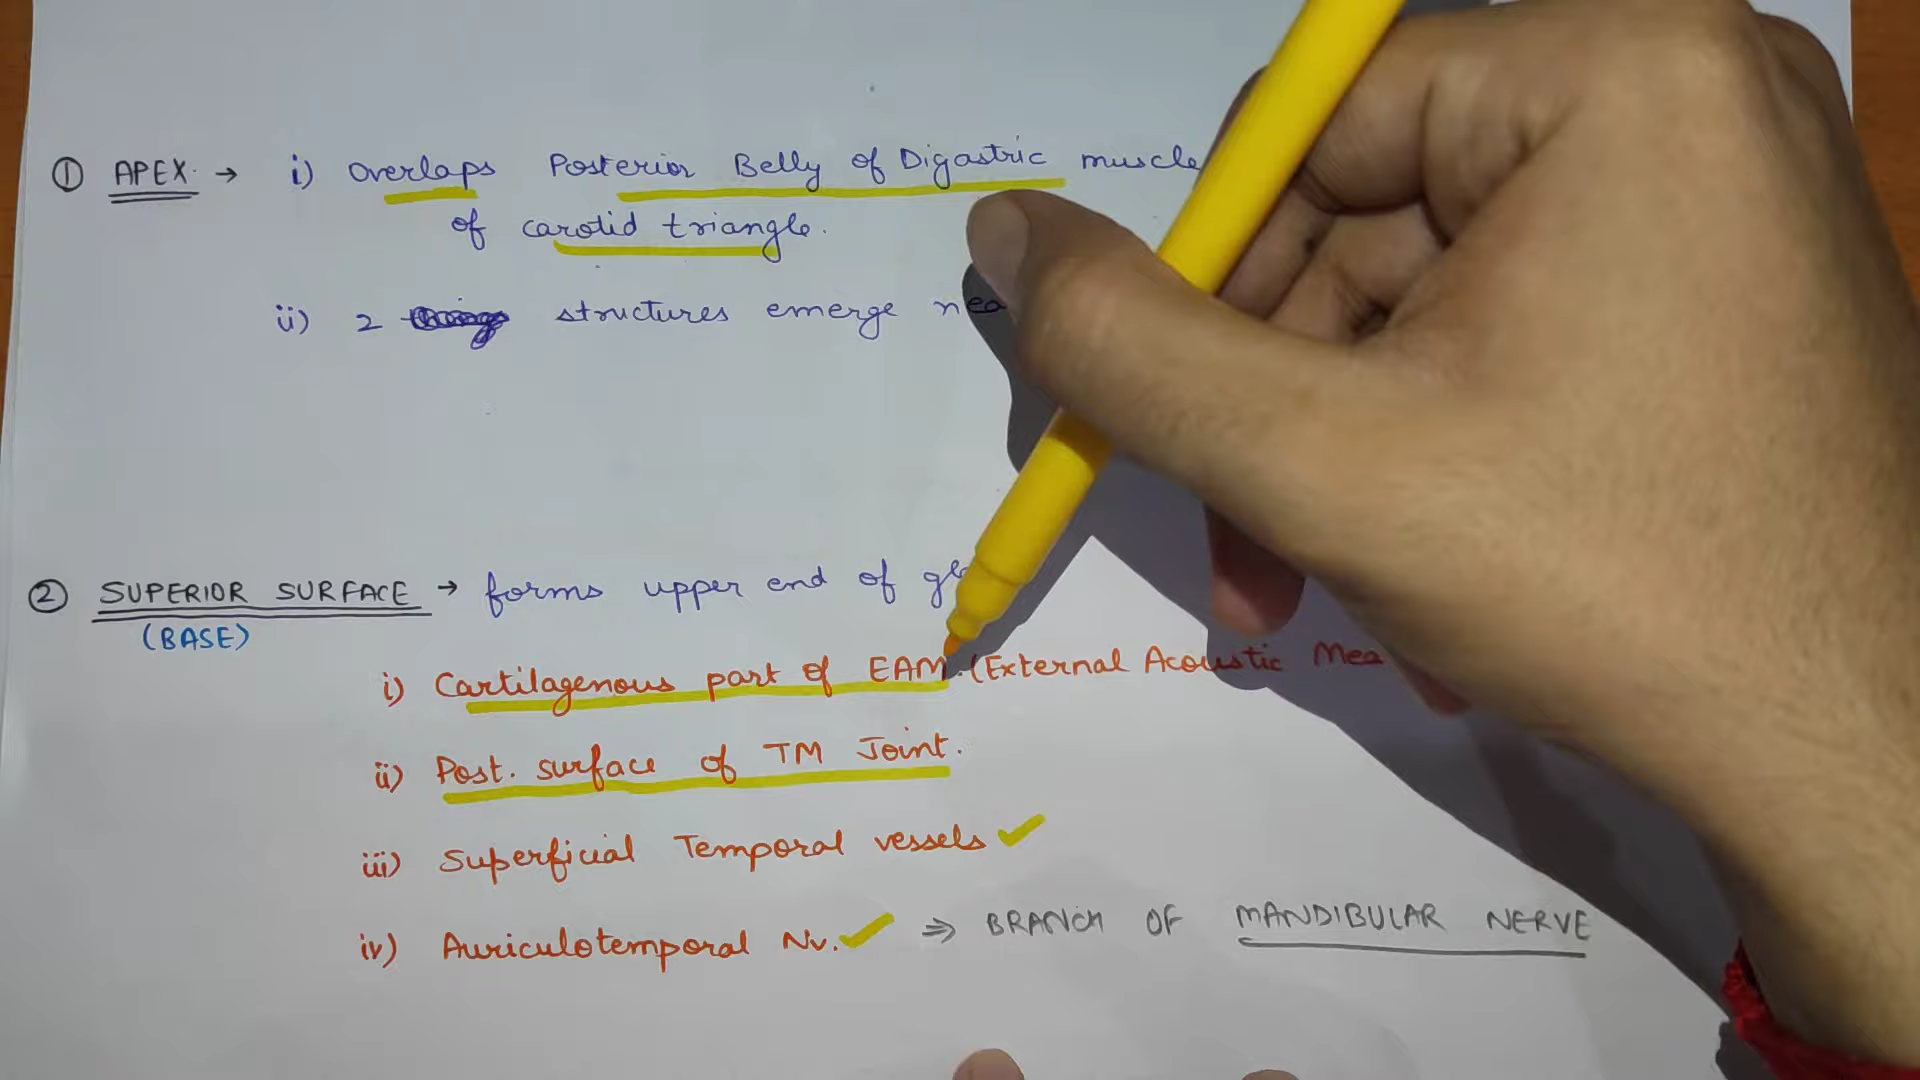 ① APEX. → i) Overlaps Posterior Belly of Digastric muscle
of carotid triangle.
ii) 2 structures emerge nea
② SUPERIOR SURFACE → forms upper end of gl
(BASE)
i) Cartilagenous part of EAM. (External Acoustic Mea
ii) Post. surface of TM Joint.
iii) Superficial Temporal vessels ✓
iv) Auriculotemporal Nv. ✓ ⇒ BRANCH OF MANDIBULAR NERVE